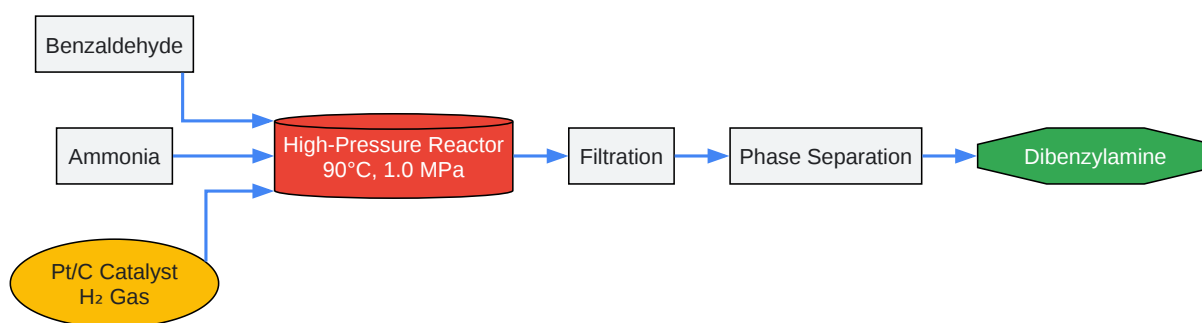 Benzaldehyde
Ammonia
Pt/C Catalyst
H₂ Gas
High-Pressure Reactor
90°C, 1.0 MPa
Filtration
Phase Separation
Dibenzylamine